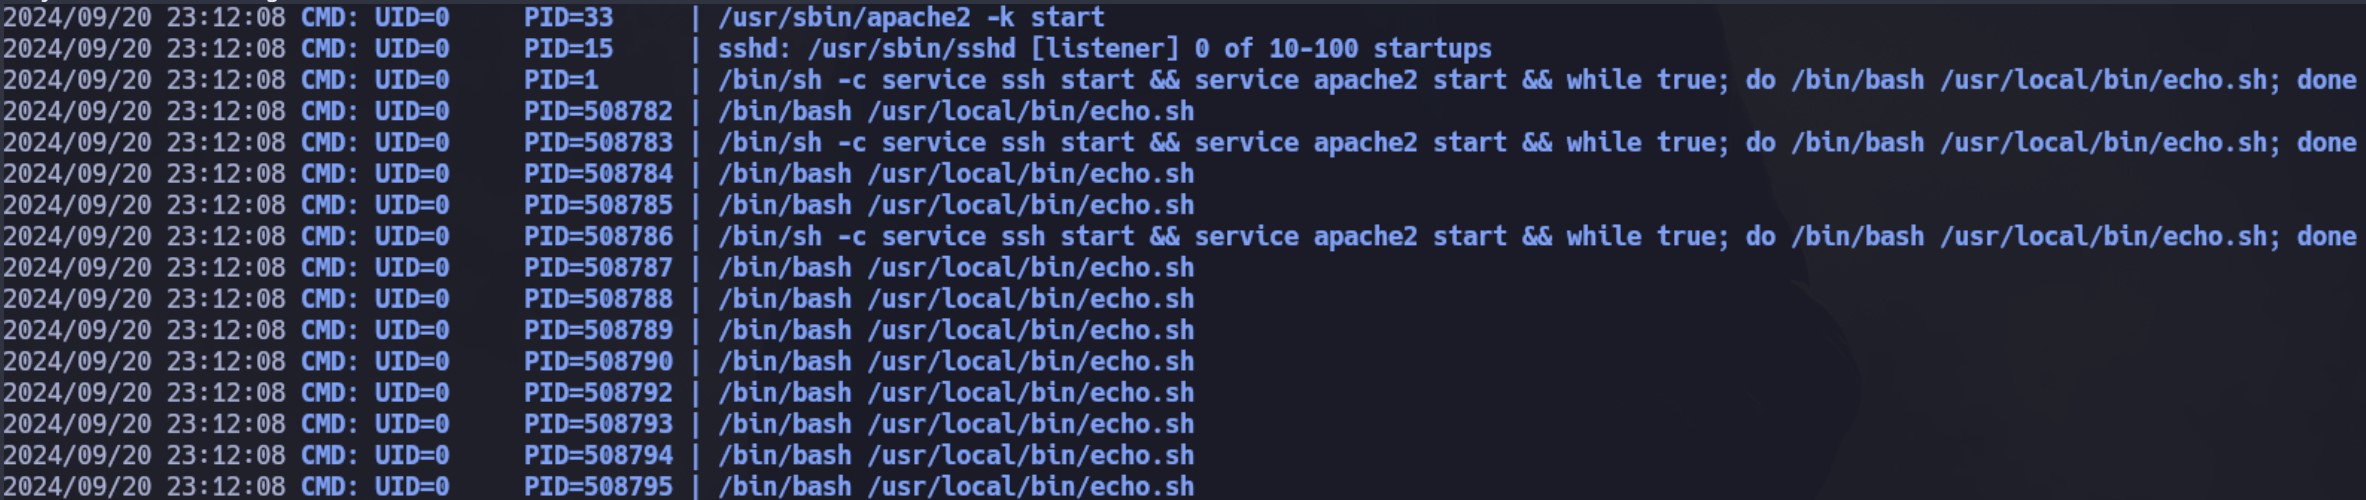 2024/09/20 23:12:08 CMD: UID=0     PID=33     | /usr/sbin/apache2 -k start
2024/09/20 23:12:08 CMD: UID=0     PID=15     | sshd: /usr/sbin/sshd [listener] 0 of 10-100 startups
2024/09/20 23:12:08 CMD: UID=0     PID=1      | /bin/sh -c service ssh start && service apache2 start && while true; do /bin/bash /usr/local/bin/echo.sh; done
2024/09/20 23:12:08 CMD: UID=0     PID=508782 | /bin/bash /usr/local/bin/echo.sh
2024/09/20 23:12:08 CMD: UID=0     PID=508783 | /bin/sh -c service ssh start && service apache2 start && while true; do /bin/bash /usr/local/bin/echo.sh; done
2024/09/20 23:12:08 CMD: UID=0     PID=508784 | /bin/bash /usr/local/bin/echo.sh
2024/09/20 23:12:08 CMD: UID=0     PID=508785 | /bin/bash /usr/local/bin/echo.sh
2024/09/20 23:12:08 CMD: UID=0     PID=508786 | /bin/sh -c service ssh start && service apache2 start && while true; do /bin/bash /usr/local/bin/echo.sh; done
2024/09/20 23:12:08 CMD: UID=0     PID=508787 | /bin/bash /usr/local/bin/echo.sh
2024/09/20 23:12:08 CMD: UID=0     PID=508788 | /bin/bash /usr/local/bin/echo.sh
2024/09/20 23:12:08 CMD: UID=0     PID=508789 | /bin/bash /usr/local/bin/echo.sh
2024/09/20 23:12:08 CMD: UID=0     PID=508790 | /bin/bash /usr/local/bin/echo.sh
2024/09/20 23:12:08 CMD: UID=0     PID=508792 | /bin/bash /usr/local/bin/echo.sh
2024/09/20 23:12:08 CMD: UID=0     PID=508793 | /bin/bash /usr/local/bin/echo.sh
2024/09/20 23:12:08 CMD: UID=0     PID=508794 | /bin/bash /usr/local/bin/echo.sh
2024/09/20 23:12:08 CMD: UID=0     PID=508795 | /bin/bash /usr/local/bin/echo.sh